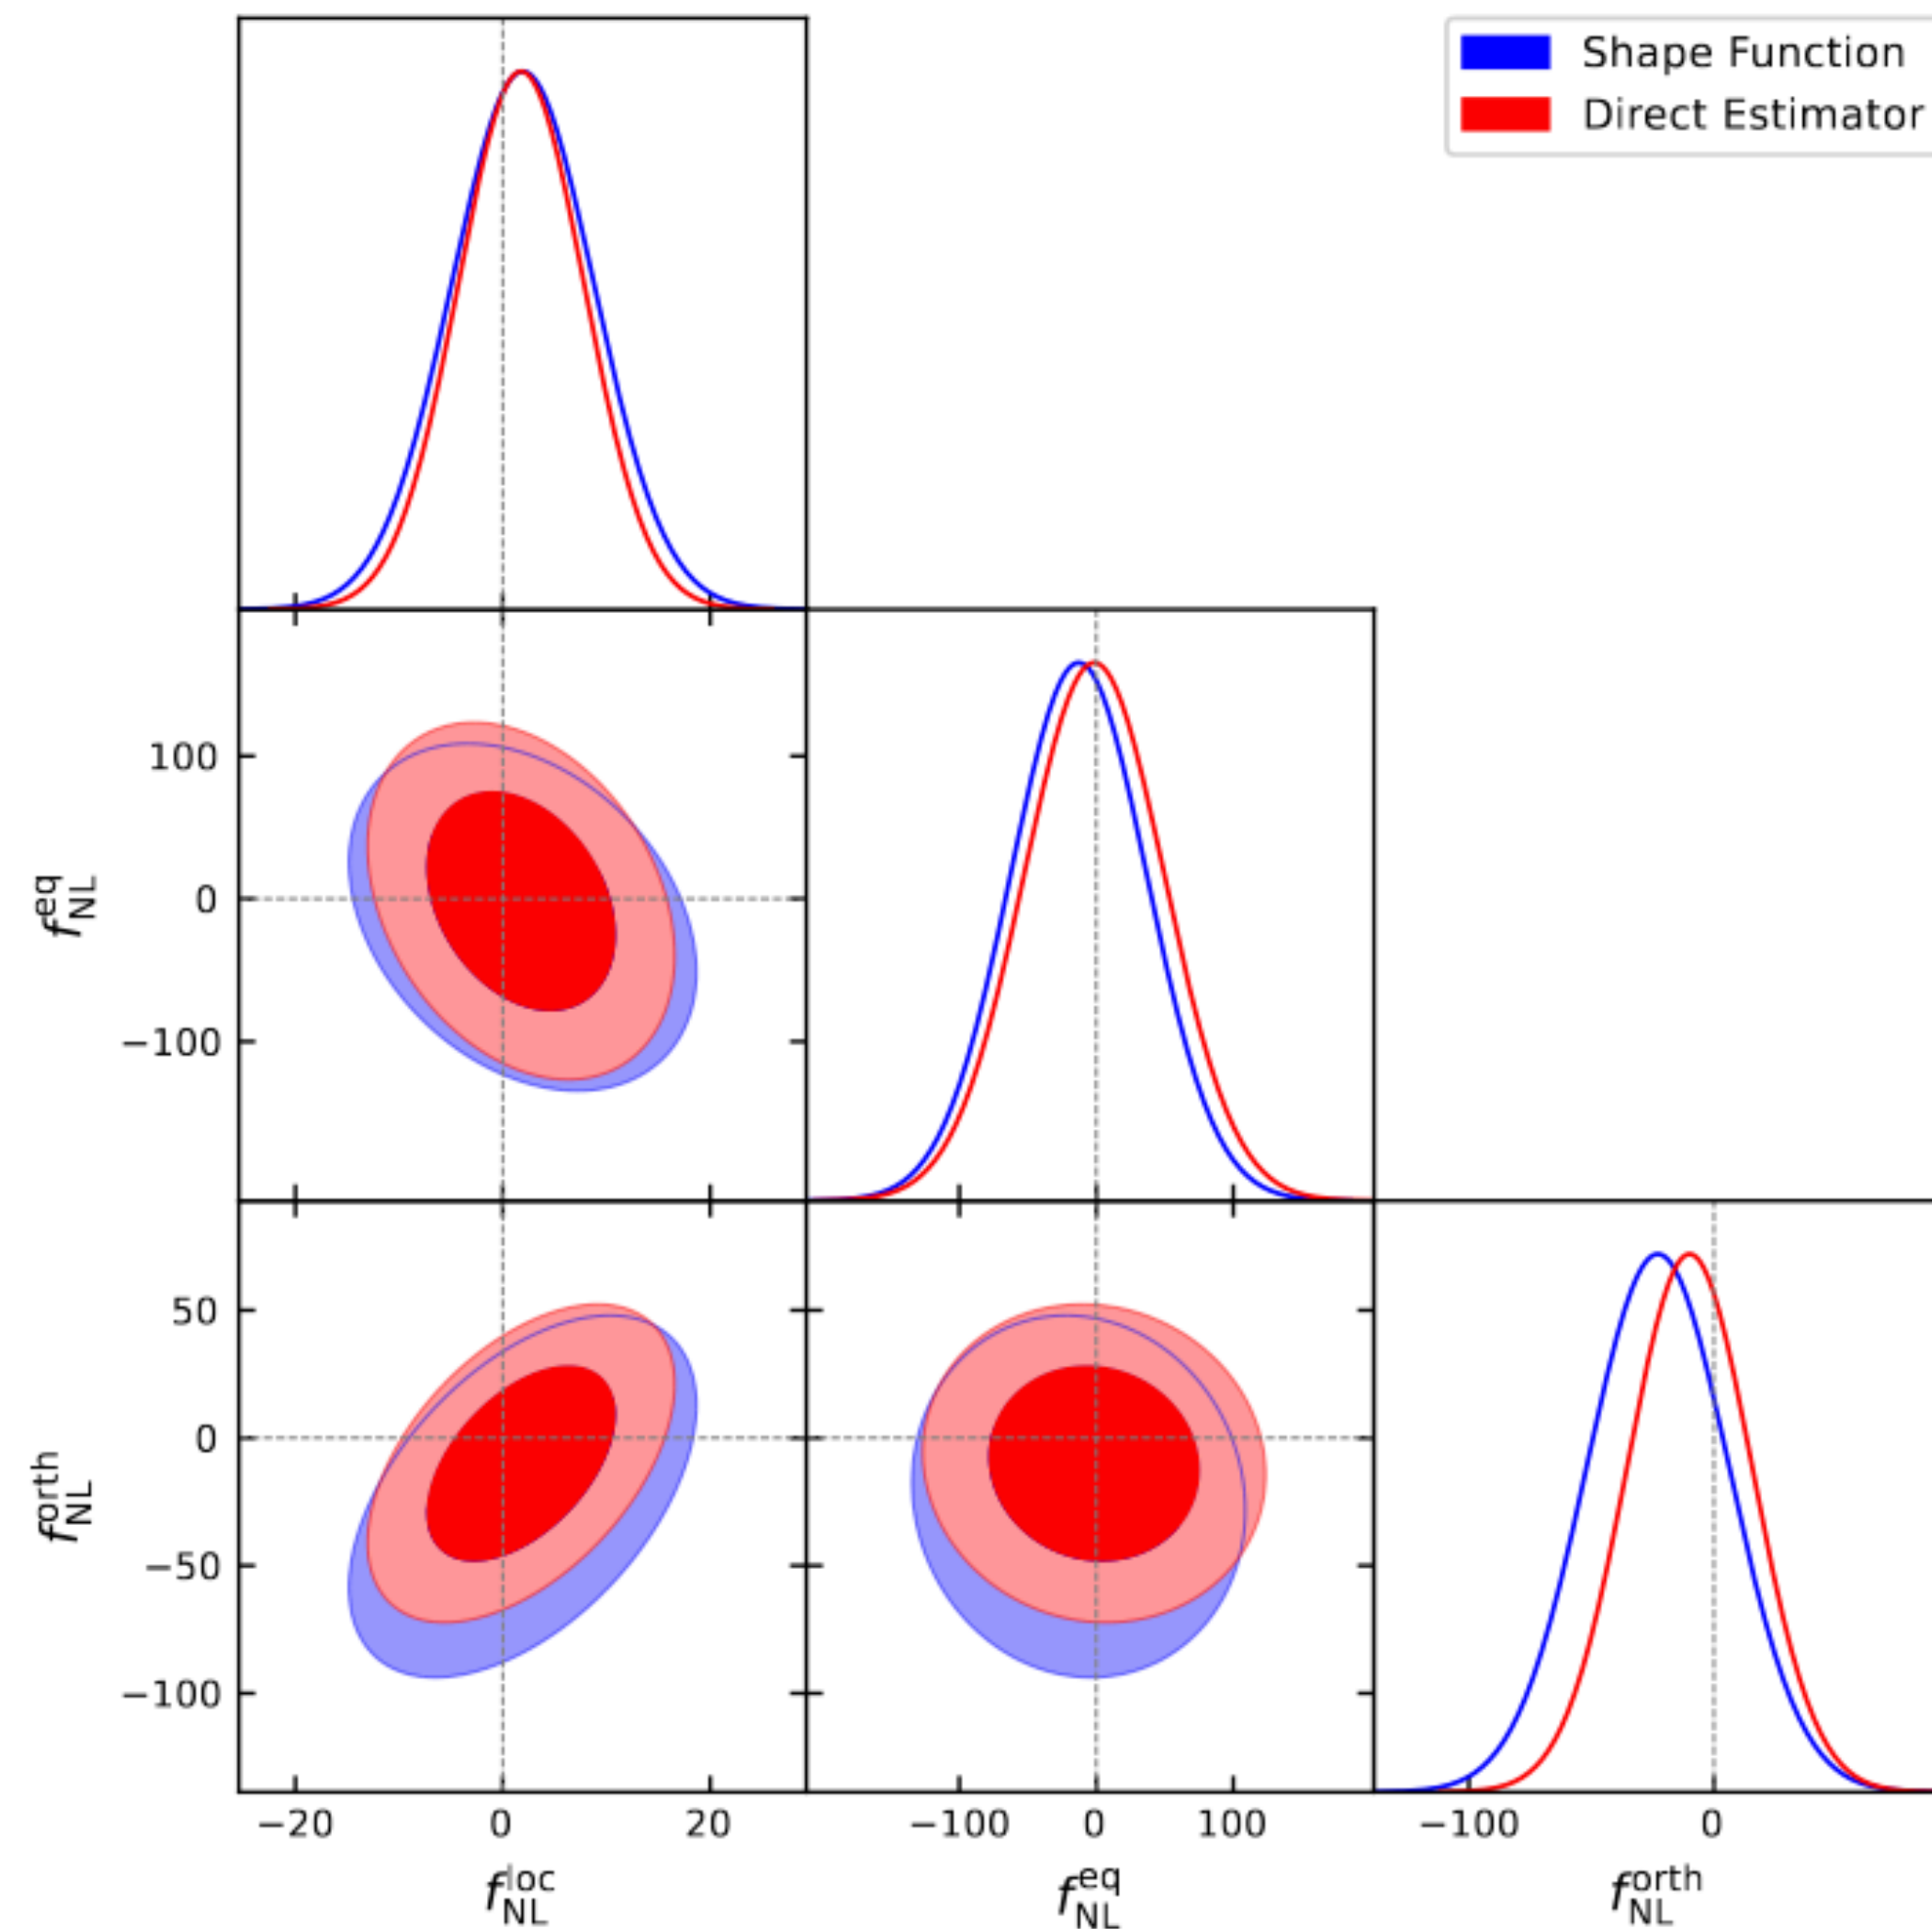 Shape Function
Direct Estimator
100
0
−100
f_NL^eq
50
0
−50
−100
f_NL^orth
−20 0 20 −100 0 100 −100 0
f_NL^loc f_NL^eq f_NL^orth